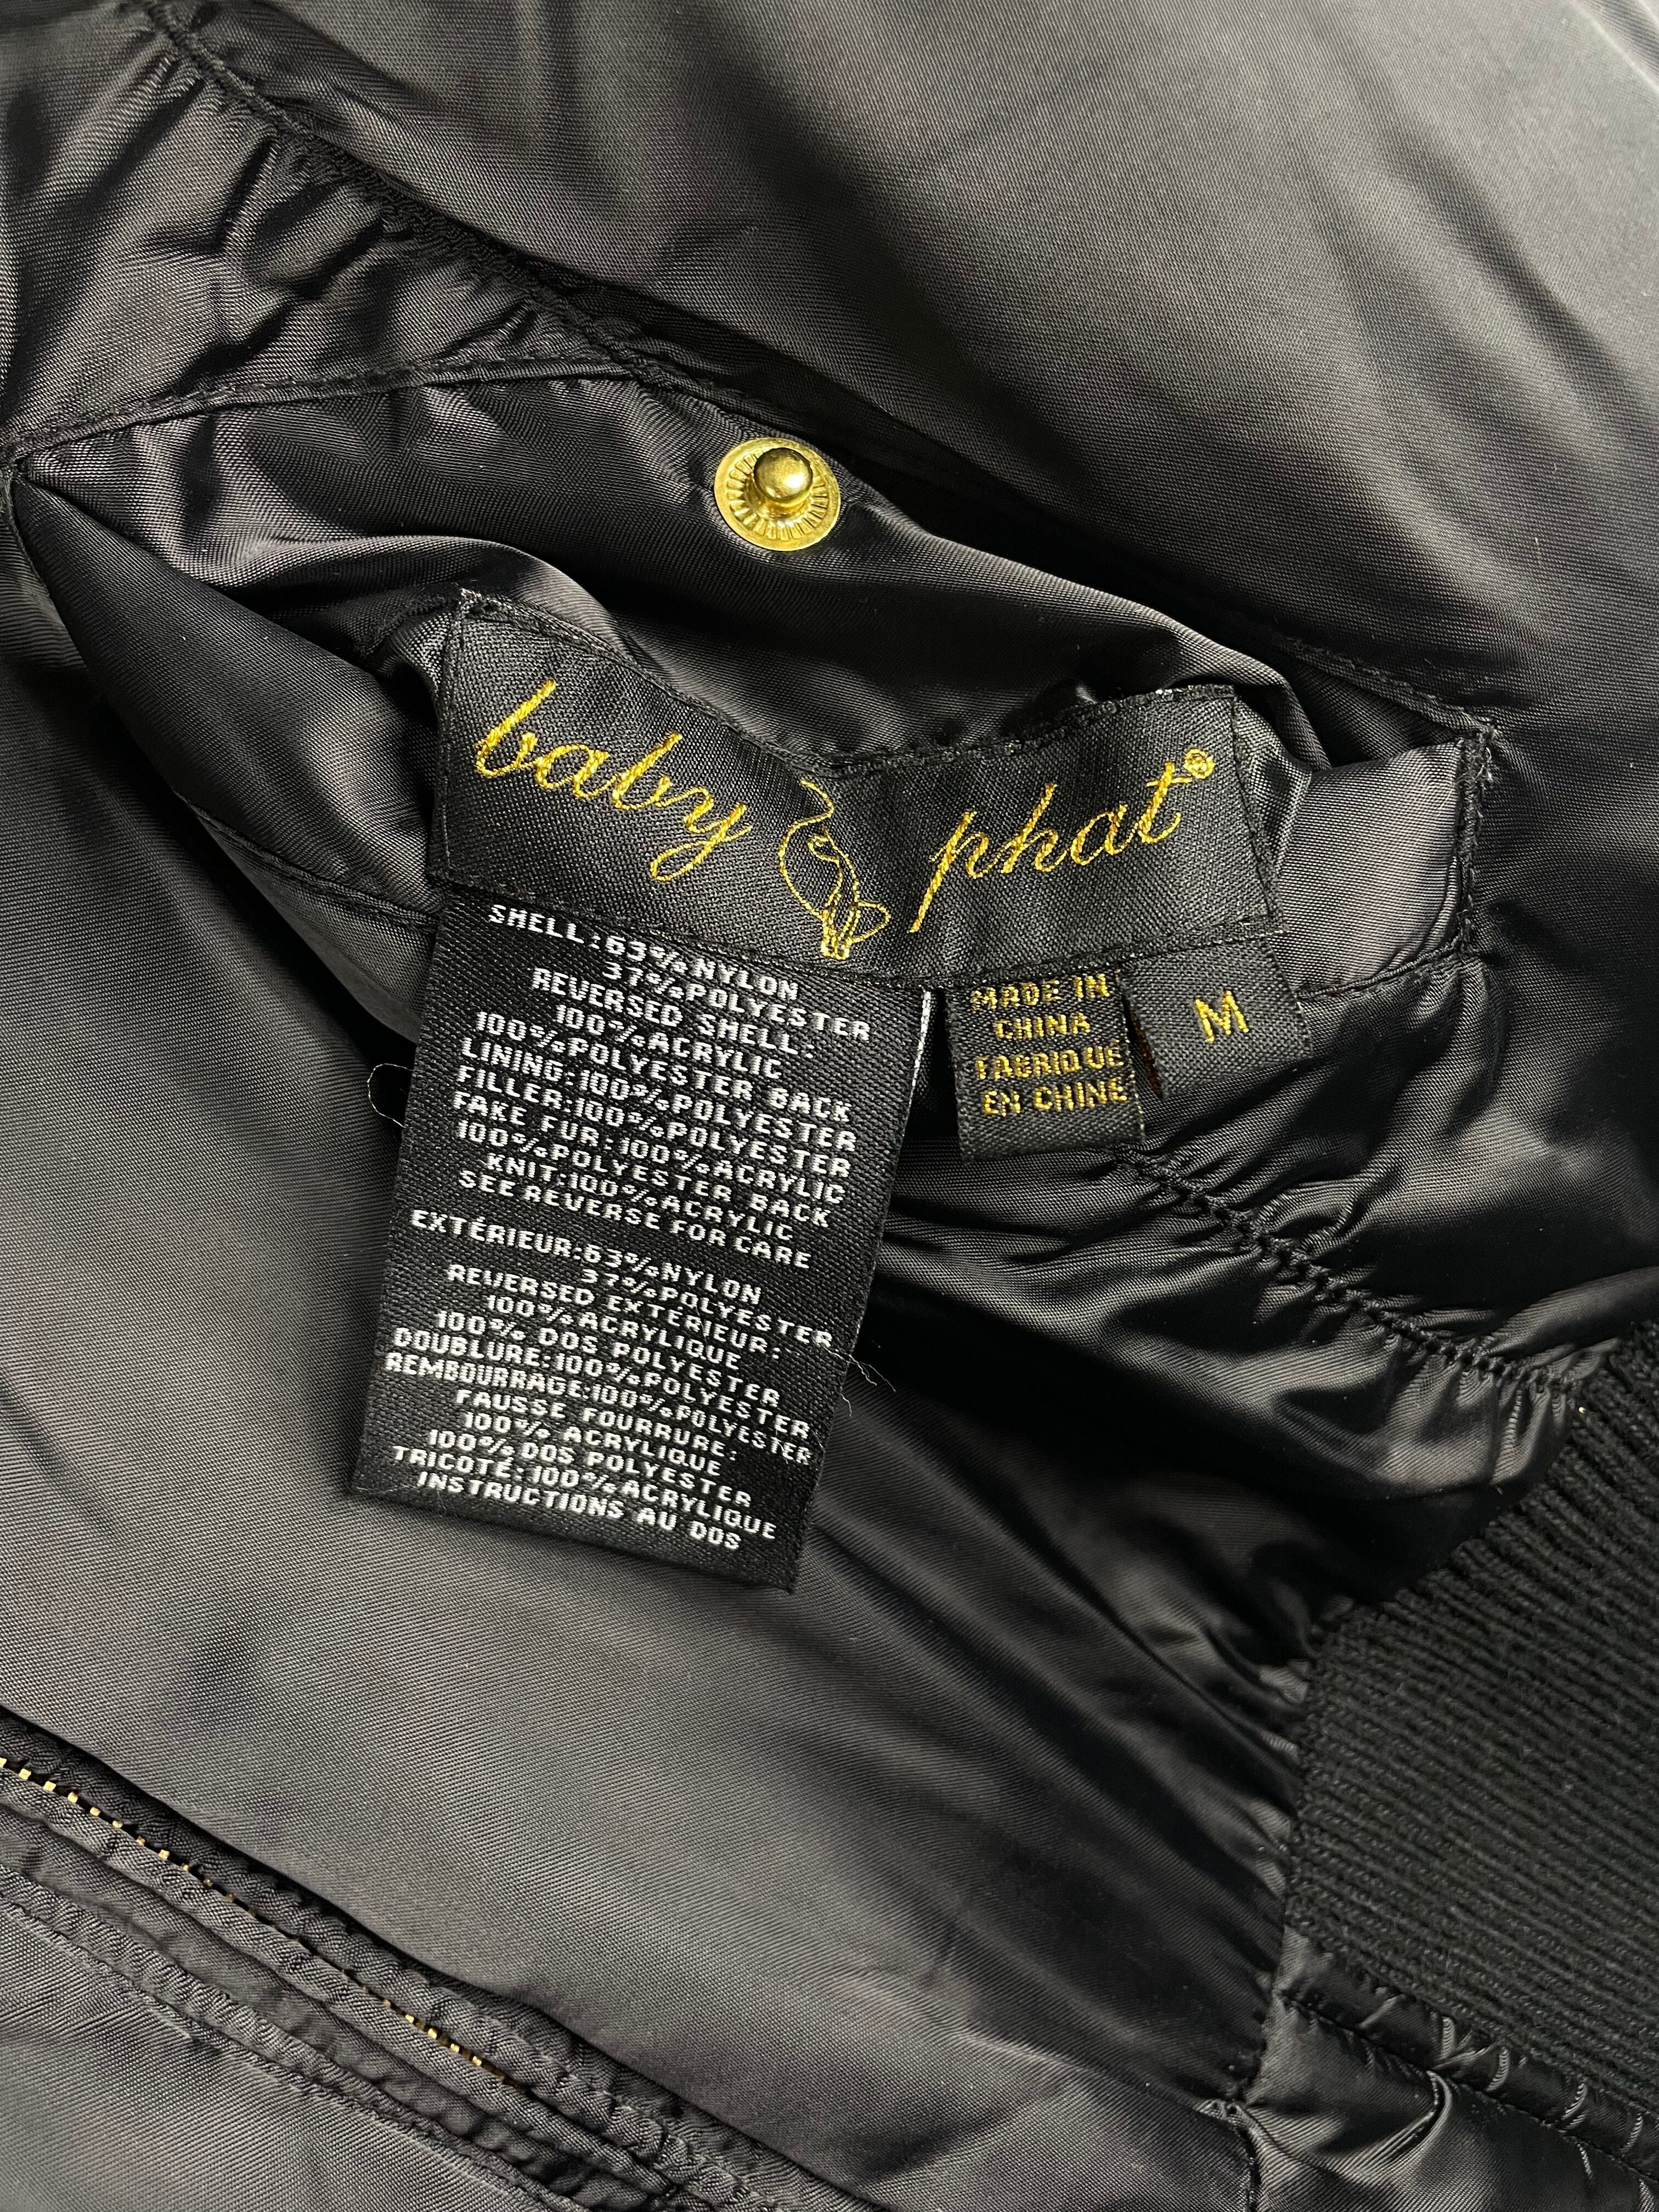 baby phat®
SHELL:63%NYLON
37%POLYESTER
REVERSED SHELL:
100%ACRYLIC
100%POLYESTER BACK
LINING:100%POLYESTER
FILLER:100%POLYESTER
FAKE FUR:100%ACRYLIC
100%POLYESTER BACK
KNIT:100%ACRYLIC
SEE REVERSE FOR CARE
EXTÉRIEUR:63%NYLON
37%POLYESTER
REVERSED EXTÉRIEUR:
100%ACRYLIQUE
100% DOS POLYESTER
DOUBLURE:100%POLYESTER
REMBOURRAGE:100%POLYESTER
FAUSSE FOURRURE:
100% ACRYLIQUE
100%DOS POLYESTER
TRICOTÉ:100%ACRYLIQUE
INSTRUCTIONS AU DOS
MADE IN
CHINA
FABRIQUE
EN CHINE
M